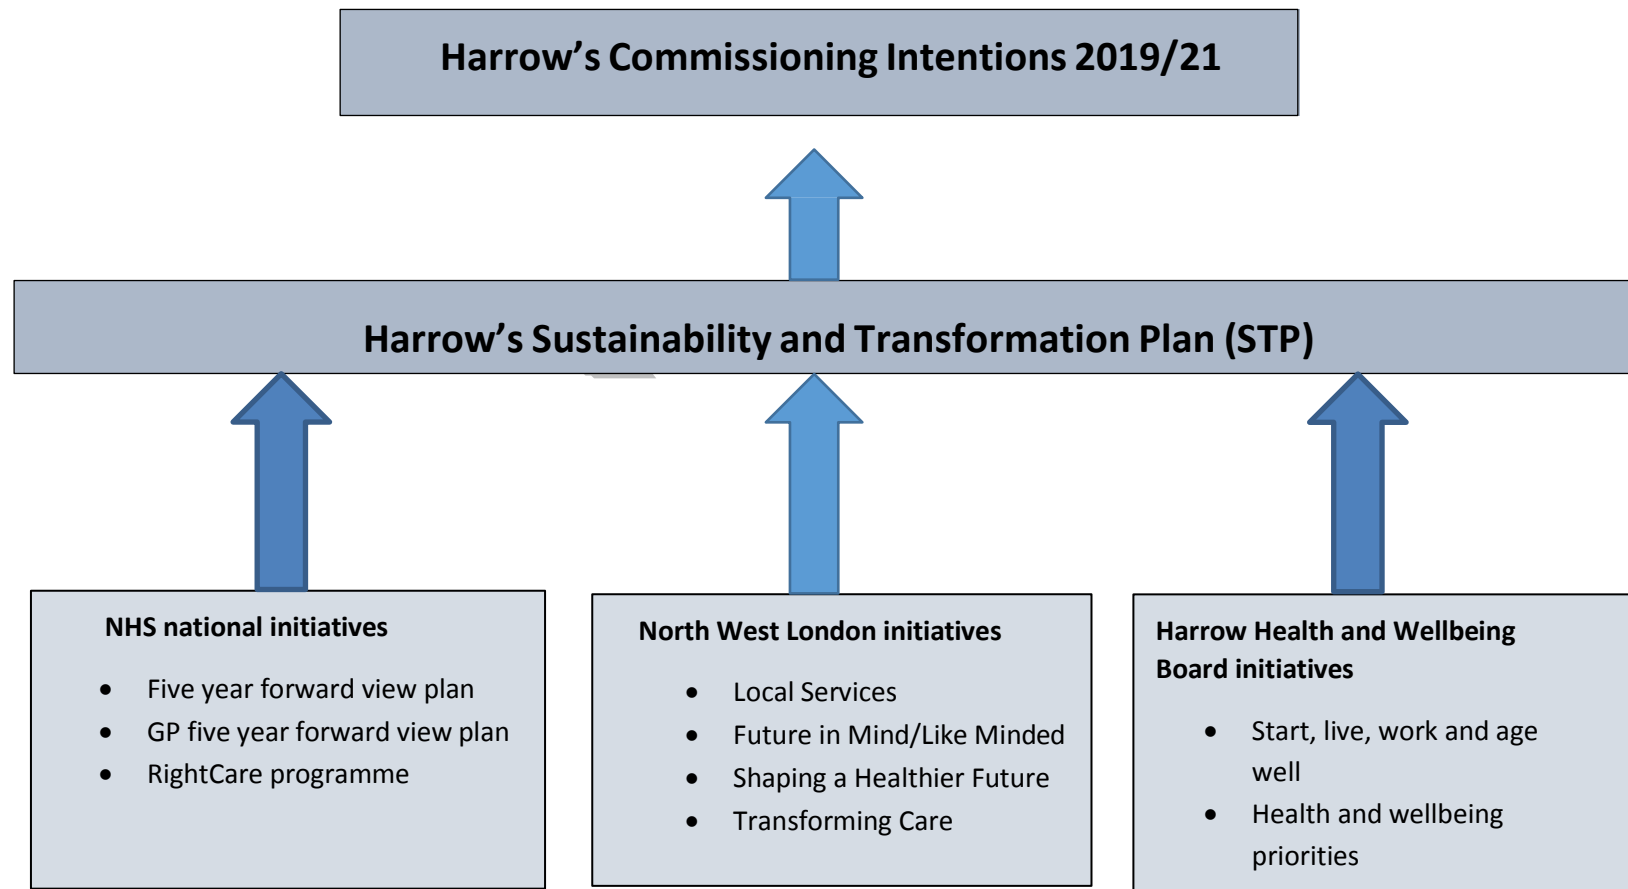 Harrow’s Commissioning Intentions 2019/21
Harrow’s Sustainability and Transformation Plan (STP)
NHS national initiatives
• Five year forward view plan
• GP five year forward view plan
• RightCare programme
North West London initiatives
• Local Services
• Future in Mind/Like Minded
• Shaping a Healthier Future
• Transforming Care
Harrow Health and Wellbeing
Board initiatives
• Start, live, work and age
well
• Health and wellbeing
priorities